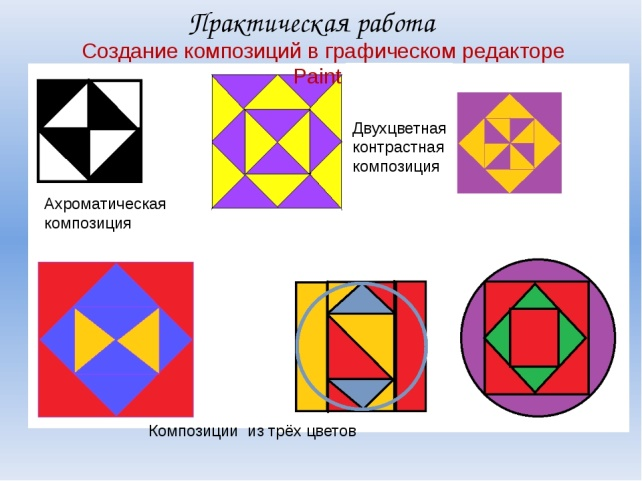 Практическая работа
Создание композиций в графическом редакторе
Paint
Двухцветная
контрастная
композиция
Ахроматическая
композиция
Композиции из трёх цветов